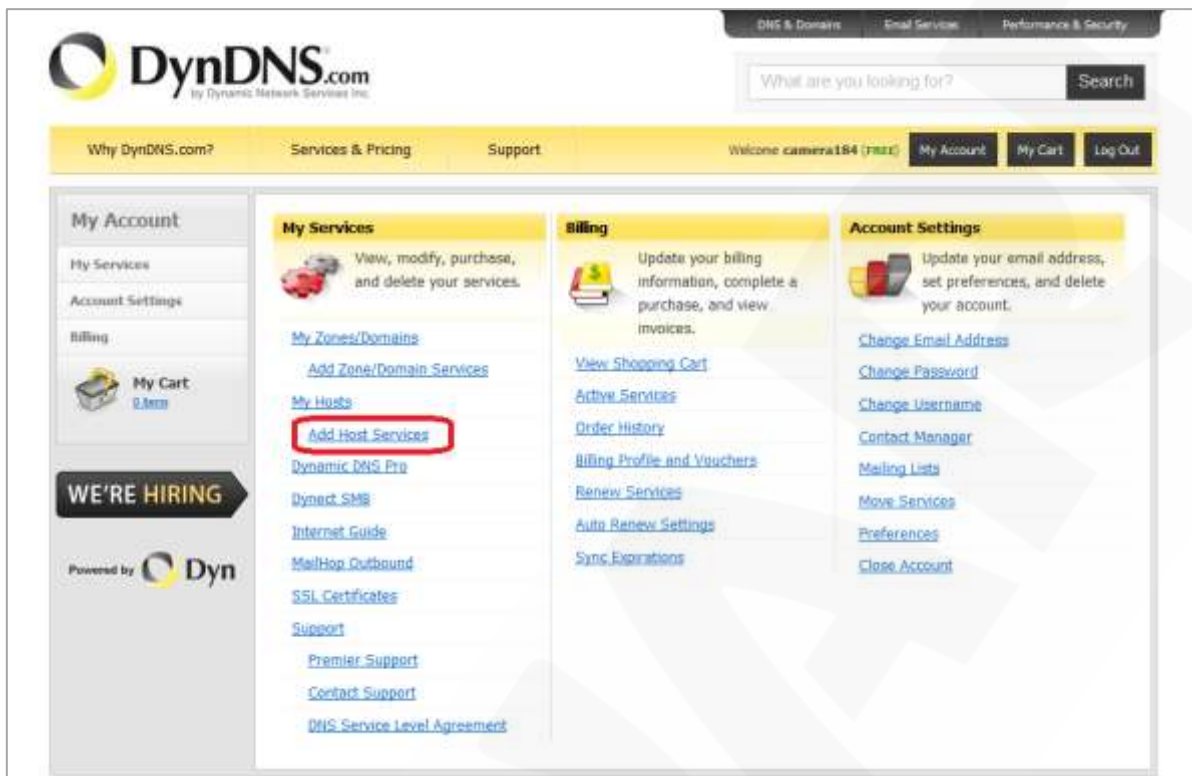 DNS & Domains
Email Services
Performance & Security
DynDNS.com
by Dynamic Network Services Inc.
What are you looking for?
Search
Why DynDNS.com?
Services & Pricing
Support
Welcome camera184 (FREE)
My Account
My Cart
Log Out
My Account
My Services
Account Settings
Billing
My Cart
0 item
WE'RE HIRING
Powered by Dyn
My Services
View, modify, purchase,
and delete your services.
My Zones/Domains
Add Zone/Domain Services
My Hosts
Add Host Services
Dynamic DNS Pro
Dynect SMB
Internet Guide
MailHop Outbound
SSL Certificates
Support
Premier Support
Contact Support
DNS Service Level Agreement
Billing
Update your billing
information, complete a
purchase, and view
invoices.
View Shopping Cart
Active Services
Order History
Billing Profile and Vouchers
Renew Services
Auto Renew Settings
Sync Expirations
Account Settings
Update your email address,
set preferences, and delete
your account.
Change Email Address
Change Password
Change Username
Contact Manager
Mailing Lists
Move Services
Preferences
Close Account